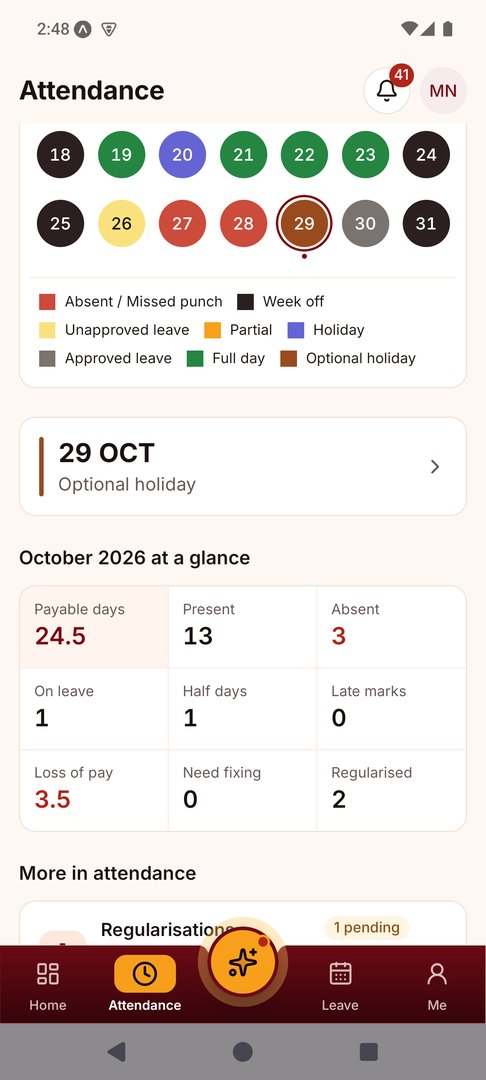 2:48
Attendance
41
MN
18 19 20 21 22 23 24
25 26 27 28 29 30 31
Absent / Missed punch Week off
Unapproved leave Partial Holiday
Approved leave Full day Optional holiday
29 OCT
Optional holiday
October 2026 at a glance
Payable days Present Absent
24.5 13 3
On leave Half days Late marks
1 1 0
Loss of pay Need fixing Regularised
3.5 0 2
More in attendance
Regularisations 1 pending
Home Attendance Leave Me